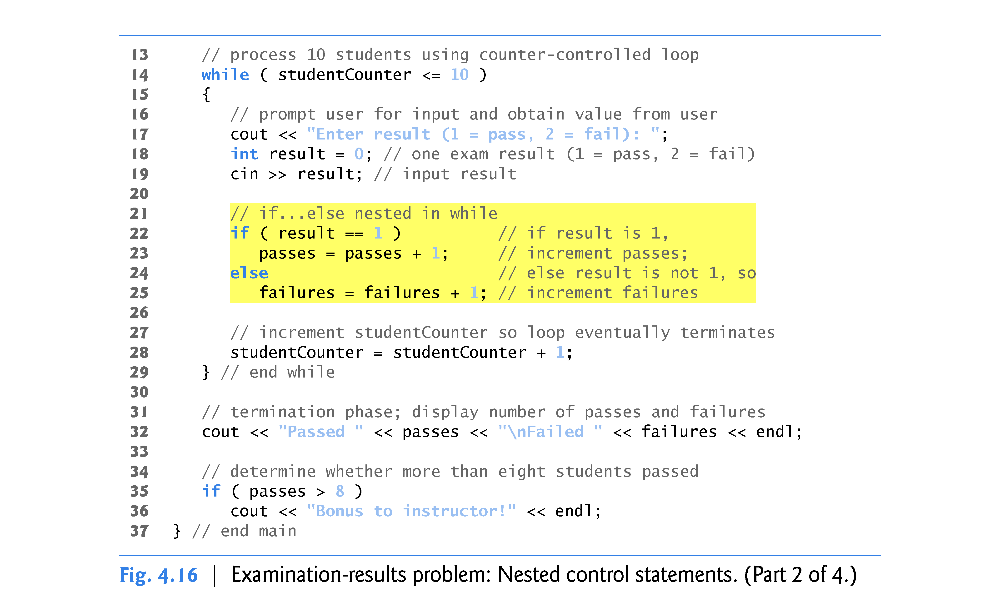 13 // process 10 students using counter-controlled loop
14 while ( studentCounter <= 10 )
15 {
16 // prompt user for input and obtain value from user
17 cout << "Enter result (1 = pass, 2 = fail): ";
18 int result = 0; // one exam result (1 = pass, 2 = fail)
19 cin >> result; // input result
20
21 // if...else nested in while
22 if ( result == 1 ) // if result is 1,
23 passes = passes + 1; // increment passes;
24 else // else result is not 1, so
25 failures = failures + 1; // increment failures
26
27 // increment studentCounter so loop eventually terminates
28 studentCounter = studentCounter + 1;
29 } // end while
30
31 // termination phase; display number of passes and failures
32 cout << "Passed " << passes << "\nFailed " << failures << endl;
33
34 // determine whether more than eight students passed
35 if ( passes > 8 )
36 cout << "Bonus to instructor!" << endl;
37 } // end main
Fig. 4.16 | Examination-results problem: Nested control statements. (Part 2 of 4.)